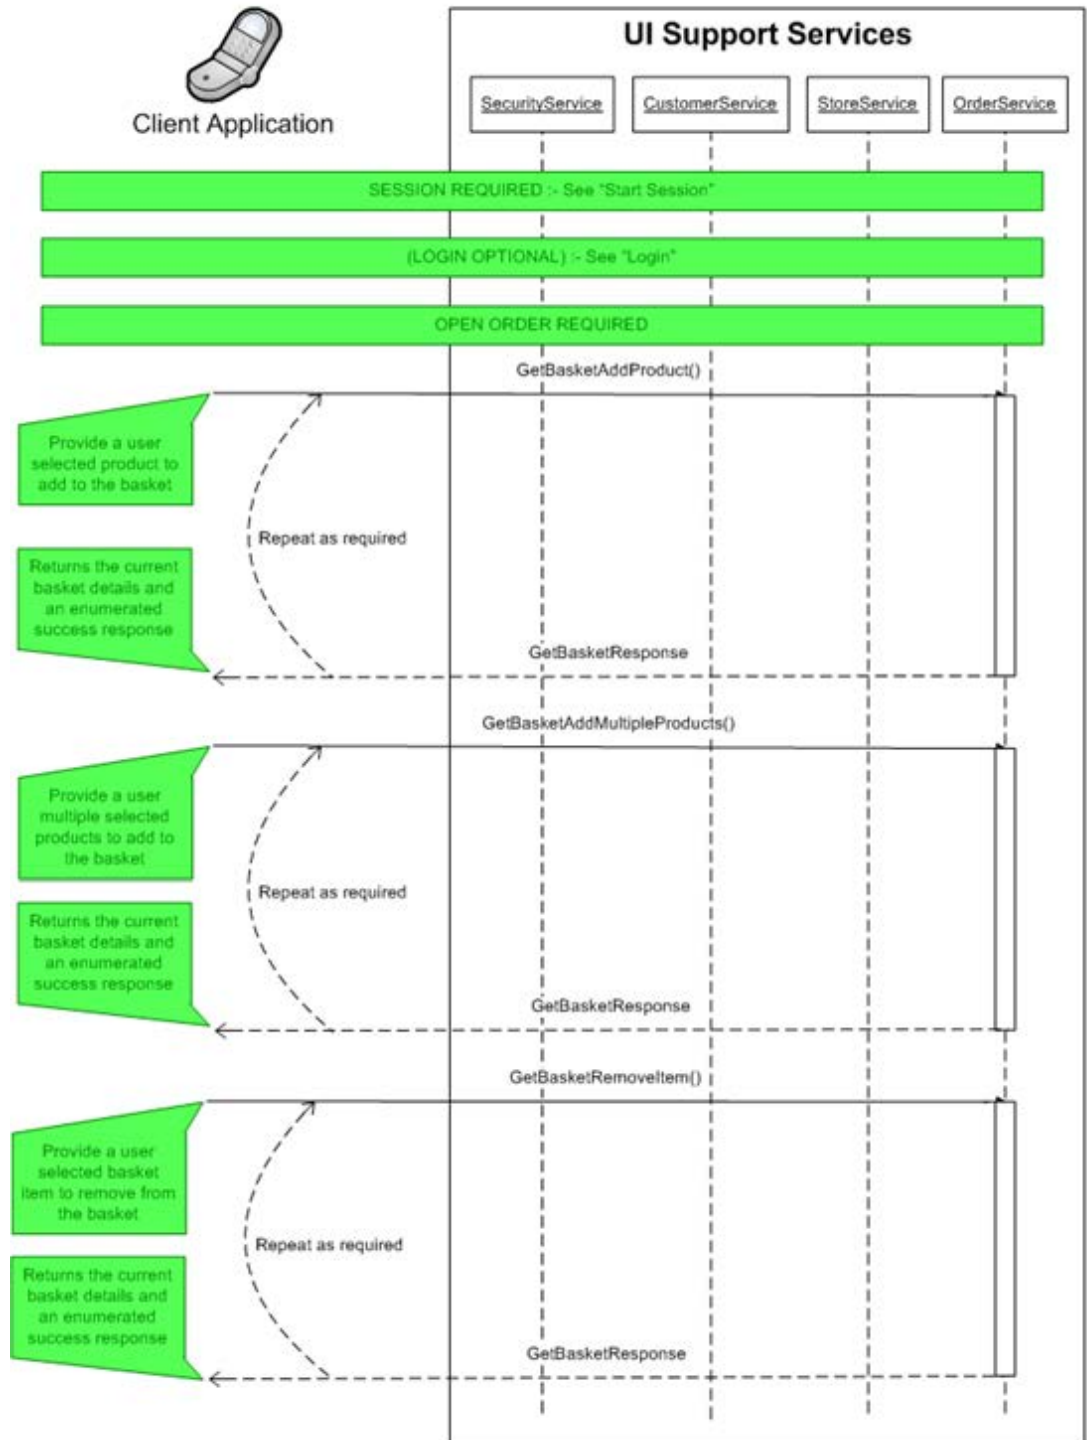 UI Support Services
Client Application
SecurityService
CustomerService
StoreService
OrderService
SESSION REQUIRED :- See "Start Session"
(LOGIN OPTIONAL) :- See "Login"
OPEN ORDER REQUIRED
GetBasketAddProduct()
Provide a user
selected product to
add to the basket
Repeat as required
Returns the current
basket details and
an enumerated
success response
GetBasketResponse
GetBasketAddMultipleProducts()
Provide a user
multiple selected
products to add to
the basket
Repeat as required
Returns the current
basket details and
an enumerated
success response
GetBasketResponse
GetBasketRemoveItem()
Provide a user
selected basket
item to remove from
the basket
Repeat as required
Returns the current
basket details and
an enumerated
success response
GetBasketResponse